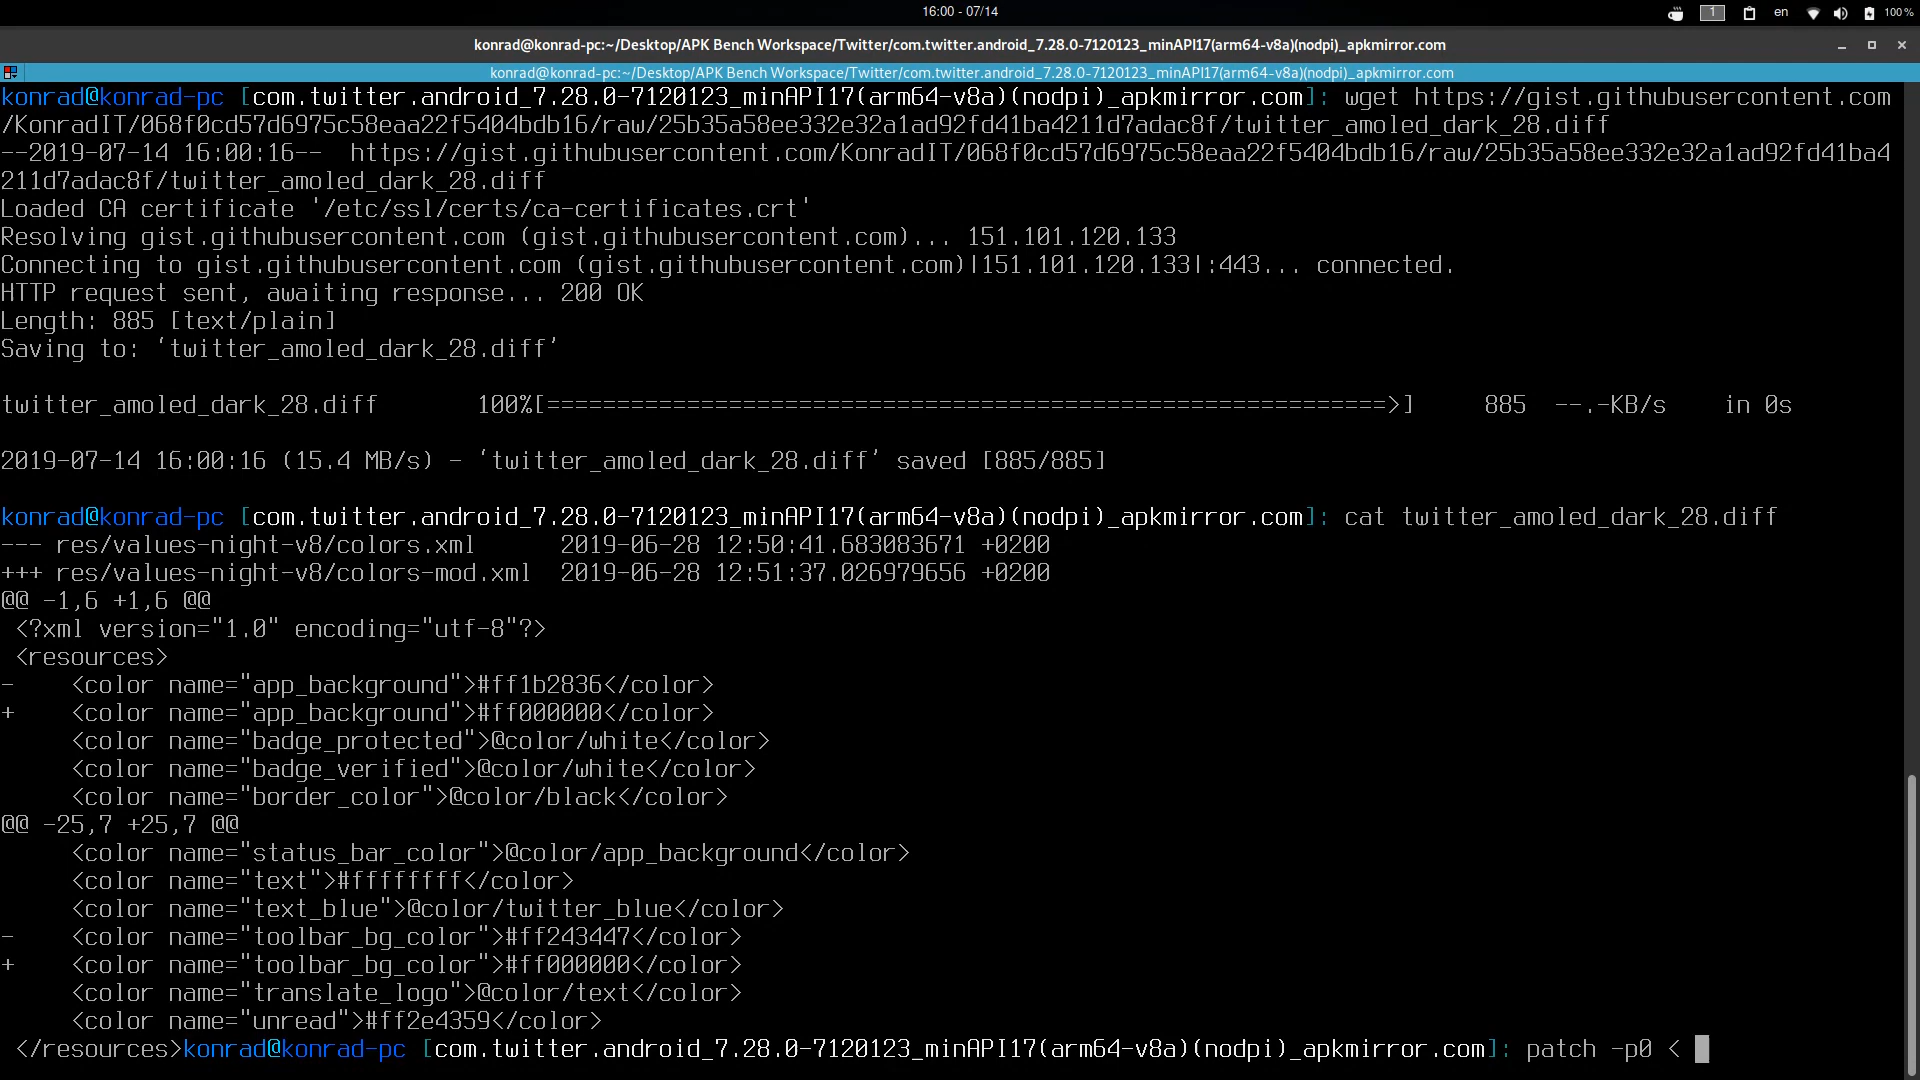 16:00 - 07/14
1
en
100 %
konrad@konrad-pc:~/Desktop/APK Bench Workspace/Twitter/com.twitter.android_7.28.0-7120123_minAPI17(arm64-v8a)(nodpi)_apkmirror.com
konrad@konrad-pc:~/Desktop/APK Bench Workspace/Twitter/com.twitter.android_7.28.0-7120123_minAPI17(arm64-v8a)(nodpi)_apkmirror.com
konrad@konrad-pc [com.twitter.android_7.28.0-7120123_minAPI17(arm64-v8a)(nodpi)_apkmirror.com]: wget https://gist.githubusercontent.com
/KonradIT/068f0cd57d6975c58eaa22f5404bdb16/raw/25b35a58ee332e32a1ad92fd41ba4211d7adac8f/twitter_amoled_dark_28.diff
--2019-07-14 16:00:16--  https://gist.githubusercontent.com/KonradIT/068f0cd57d6975c58eaa22f5404bdb16/raw/25b35a58ee332e32a1ad92fd41ba4
211d7adac8f/twitter_amoled_dark_28.diff
Loaded CA certificate '/etc/ssl/certs/ca-certificates.crt'
Resolving gist.githubusercontent.com (gist.githubusercontent.com)... 151.101.120.133
Connecting to gist.githubusercontent.com (gist.githubusercontent.com)|151.101.120.133|:443... connected.
HTTP request sent, awaiting response... 200 OK
Length: 885 [text/plain]
Saving to: ‘twitter_amoled_dark_28.diff’
twitter_amoled_dark_28.diff       100%[============================================================>]     885  --.-KB/s    in 0s
2019-07-14 16:00:16 (15.4 MB/s) - ‘twitter_amoled_dark_28.diff’ saved [885/885]
konrad@konrad-pc [com.twitter.android_7.28.0-7120123_minAPI17(arm64-v8a)(nodpi)_apkmirror.com]: cat twitter_amoled_dark_28.diff
--- res/values-night-v8/colors.xml      2019-06-28 12:50:41.683083671 +0200
+++ res/values-night-v8/colors-mod.xml  2019-06-28 12:51:37.026979656 +0200
@@ -1,6 +1,6 @@
 <?xml version="1.0" encoding="utf-8"?>
 <resources>
-    <color name="app_background">#ff1b2836</color>
+    <color name="app_background">#ff000000</color>
     <color name="badge_protected">@color/white</color>
     <color name="badge_verified">@color/white</color>
     <color name="border_color">@color/black</color>
@@ -25,7 +25,7 @@
     <color name="status_bar_color">@color/app_background</color>
     <color name="text">#ffffffff</color>
     <color name="text_blue">@color/twitter_blue</color>
-    <color name="toolbar_bg_color">#ff243447</color>
+    <color name="toolbar_bg_color">#ff000000</color>
     <color name="translate_logo">@color/text</color>
     <color name="unread">#ff2e4359</color>
 </resources>konrad@konrad-pc [com.twitter.android_7.28.0-7120123_minAPI17(arm64-v8a)(nodpi)_apkmirror.com]: patch -p0 <